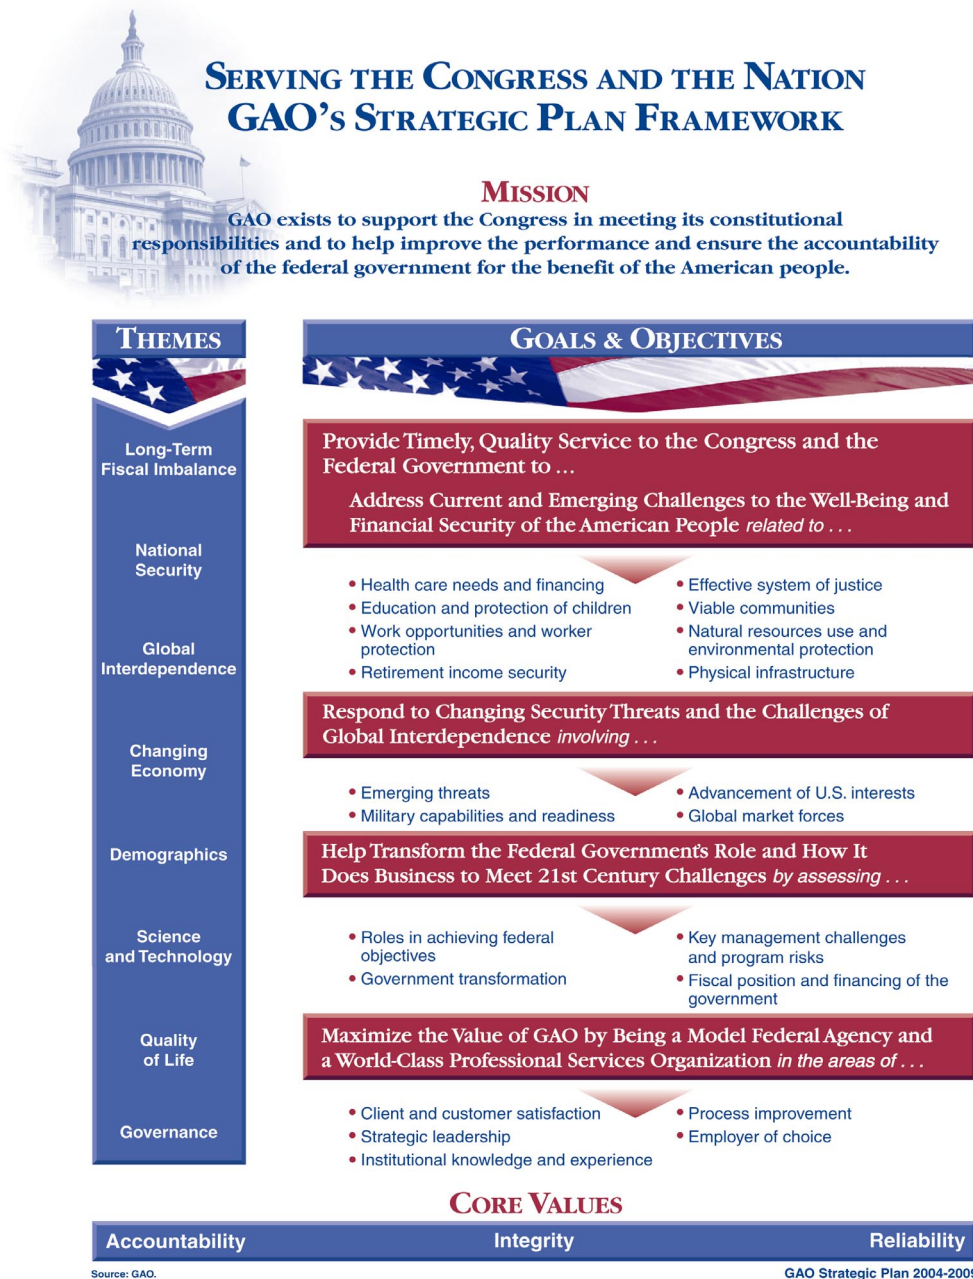 SERVING THE CONGRESS AND THE NATION
GAO'S STRATEGIC PLAN FRAMEWORK
MISSION
GAO exists to support the Congress in meeting its constitutional
responsibilities and to help improve the performance and ensure the accountability
of the federal government for the benefit of the American people.
THEMES
Long-Term
Fiscal Imbalance
National
Security
Global
Interdependence
Changing
Economy
Demographics
Science
and Technology
Quality
of Life
Governance
GOALS & OBJECTIVES
Provide Timely, Quality Service to the Congress and the
Federal Government to ...
Address Current and Emerging Challenges to the Well-Being and
Financial Security of the American People related to . . .
• Health care needs and financing
• Education and protection of children
• Work opportunities and worker
protection
• Retirement income security
• Effective system of justice
• Viable communities
• Natural resources use and
environmental protection
• Physical infrastructure
Respond to Changing Security Threats and the Challenges of
Global Interdependence involving . . .
• Emerging threats
• Military capabilities and readiness
• Advancement of U.S. interests
• Global market forces
Help Transform the Federal Government's Role and How It
Does Business to Meet 21st Century Challenges by assessing . . .
• Roles in achieving federal
objectives
• Government transformation
• Key management challenges
and program risks
• Fiscal position and financing of the
government
Maximize the Value of GAO by Being a Model Federal Agency and
a World-Class Professional Services Organization in the areas of . . .
• Client and customer satisfaction
• Strategic leadership
• Institutional knowledge and experience
• Process improvement
• Employer of choice
CORE VALUES
Accountability Integrity Reliability
Source: GAO. GAO Strategic Plan 2004-2009